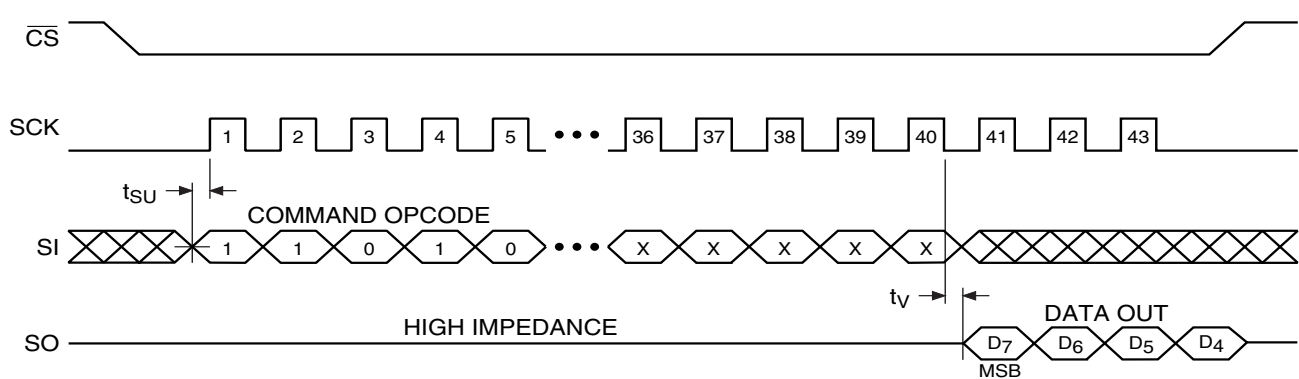 CS
SCK 1 2 3 4 5 ••• 36 37 38 39 40 41 42 43
tSU
COMMAND OPCODE
SI 1 1 0 1 0 ••• X X X X X
tV
HIGH IMPEDANCE DATA OUT
SO D7 D6 D5 D4
MSB